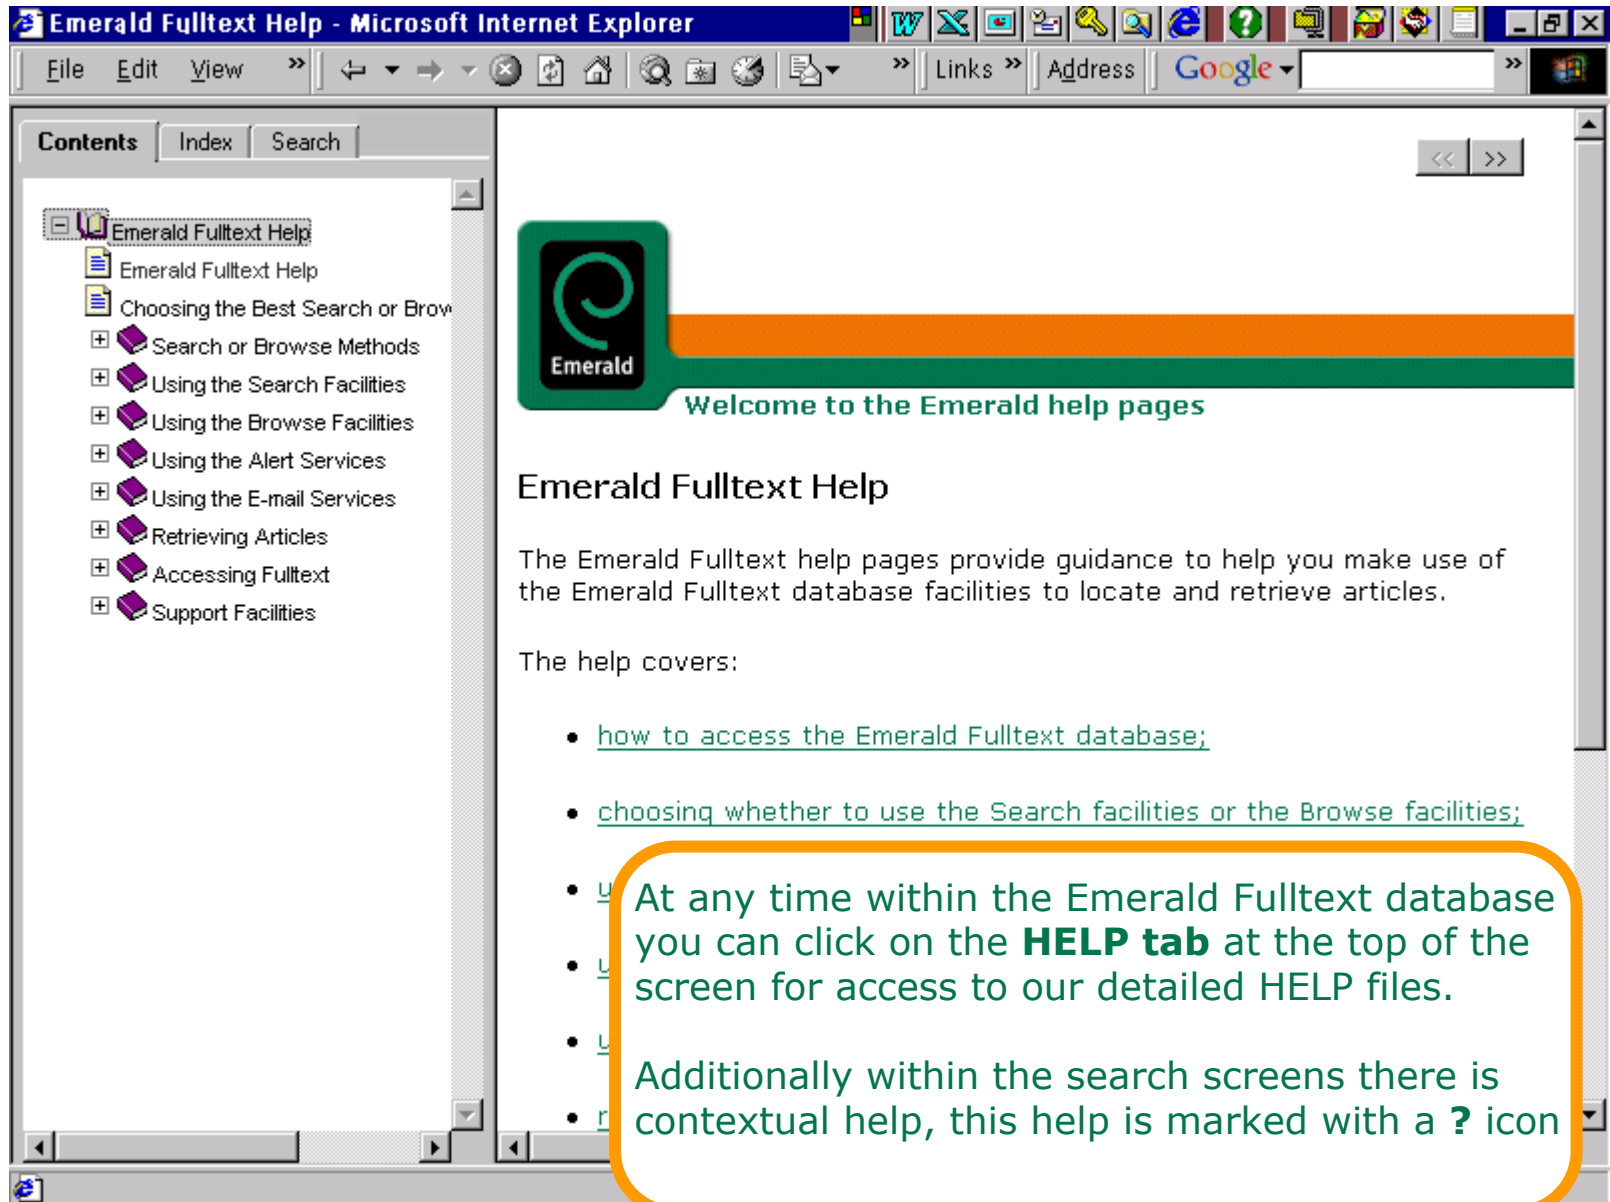 Emerald Fulltext Help - Microsoft Internet Explorer
File Edit View » Links » Address Google »
Contents Index Search
<< >>
Emerald Fulltext Help
Emerald Fulltext Help
Choosing the Best Search or Brow
Search or Browse Methods
Using the Search Facilities
Using the Browse Facilities
Using the Alert Services
Using the E-mail Services
Retrieving Articles
Accessing Fulltext
Support Facilities
Emerald
Welcome to the Emerald help pages
Emerald Fulltext Help
The Emerald Fulltext help pages provide guidance to help you make use of
the Emerald Fulltext database facilities to locate and retrieve articles.
The help covers:
• how to access the Emerald Fulltext database;
• choosing whether to use the Search facilities or the Browse facilities;
At any time within the Emerald Fulltext database
you can click on the HELP tab at the top of the
screen for access to our detailed HELP files.
Additionally within the search screens there is
contextual help, this help is marked with a ? icon